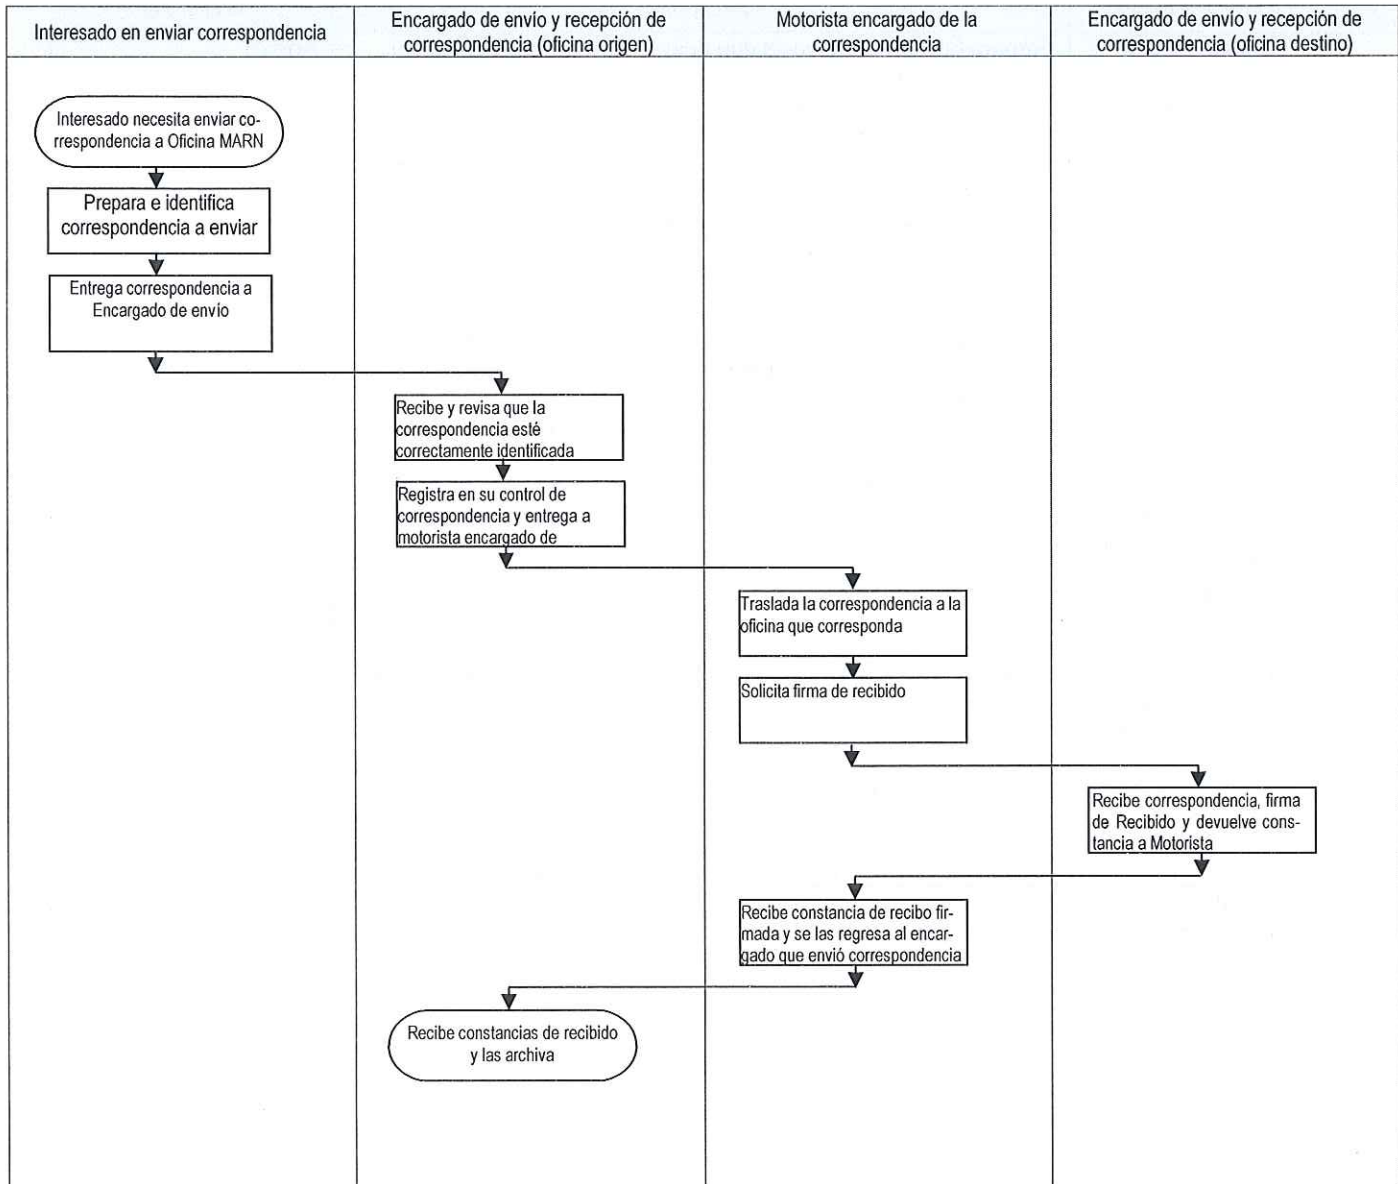 Interesado en enviar correspondencia
Encargado de envío y recepción de
correspondencia (oficina origen)
Motorista encargado de la
correspondencia
Encargado de envío y recepción de
correspondencia (oficina destino)
Interesado necesita enviar co-
rrespondencia a Oficina MARN
Prepara e identifica
correspondencia a enviar
Entrega correspondencia a
Encargado de envío
Recibe y revisa que la
correspondencia esté
correctamente identificada
Registra en su control de
correspondencia y entrega a
motorista encargado de
Traslada la correspondencia a la
oficina que corresponda
Solicita firma de recibido
Recibe correspondencia, firma
de Recibido y devuelve cons-
tancia a Motorista
Recibe constancia de recibo fir-
mada y se las regresa al encar-
gado que envió correspondencia
Recibe constancias de recibido
y las archiva